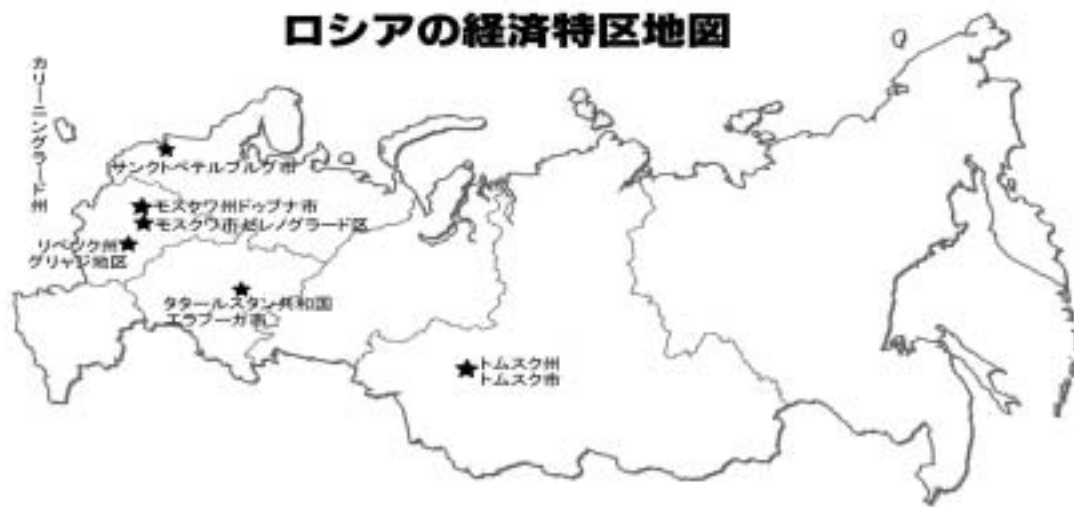 ロシアの経済特区地図
カリーニングラード州
サンクトペテルブルグ市
モスクワ州ドゥブナ市
モスクワ市ゼレノグラード区
リペツク州
グリャジ地区
タタールスタン共和国
エラブーガ市
トムスク州
トムスク市